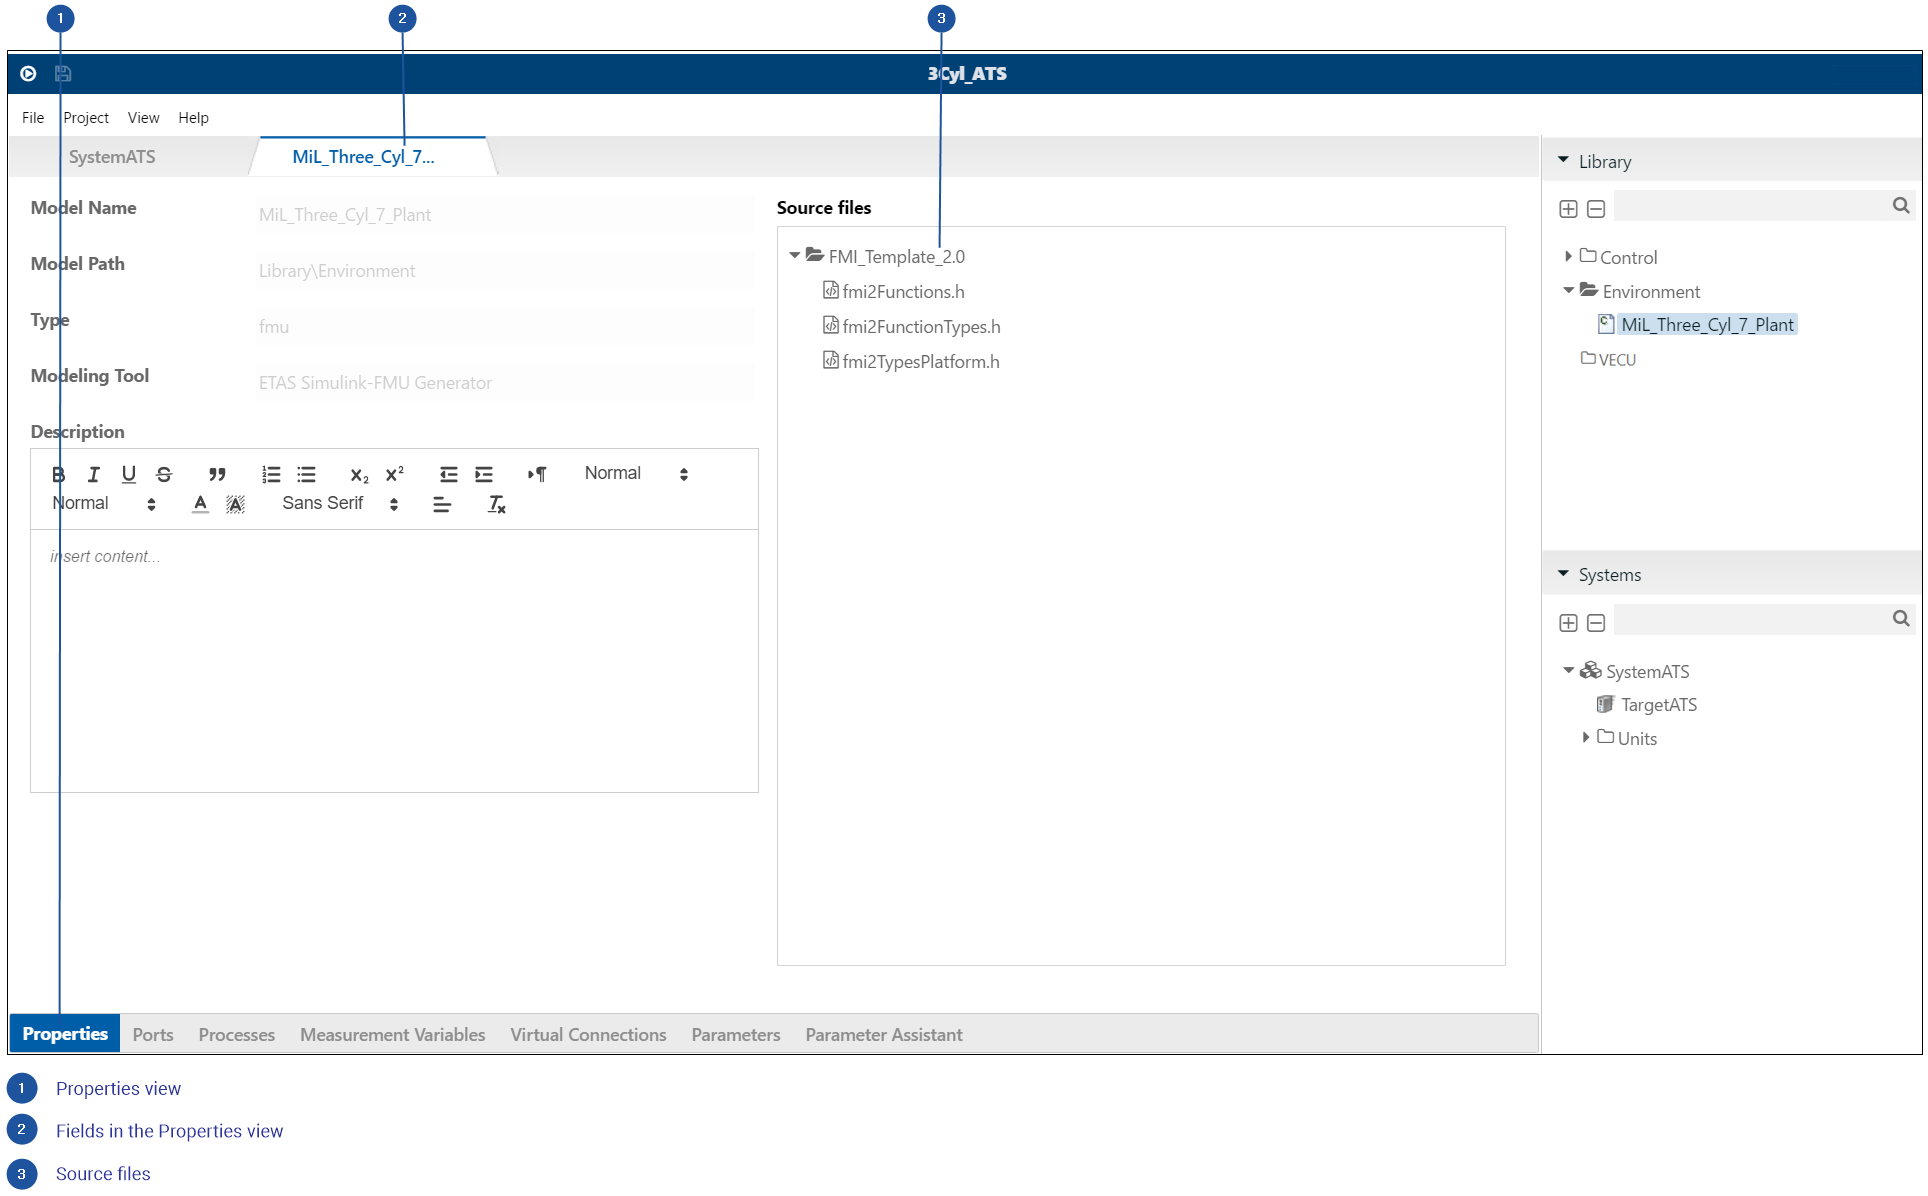 1
2
3
3Cyl_ATS
File Project View Help
SystemATS
MiL_Three_Cyl_7...
Model Name
MiL_Three_Cyl_7_Plant
Model Path
Library\Environment
Type
fmu
Modeling Tool
ETAS Simulink-FMU Generator
Description
B I U S ” X₂ X² Normal
Normal A A Sans Serif Tx
insert content...
Source files
FMI_Template_2.0
fmi2Functions.h
fmi2FunctionTypes.h
fmi2TypesPlatform.h
Library
Control
Environment
MiL_Three_Cyl_7_Plant
VECU
Systems
SystemATS
TargetATS
Units
Properties Ports Processes Measurement Variables Virtual Connections Parameters Parameter Assistant
1 Properties view
2 Fields in the Properties view
3 Source files